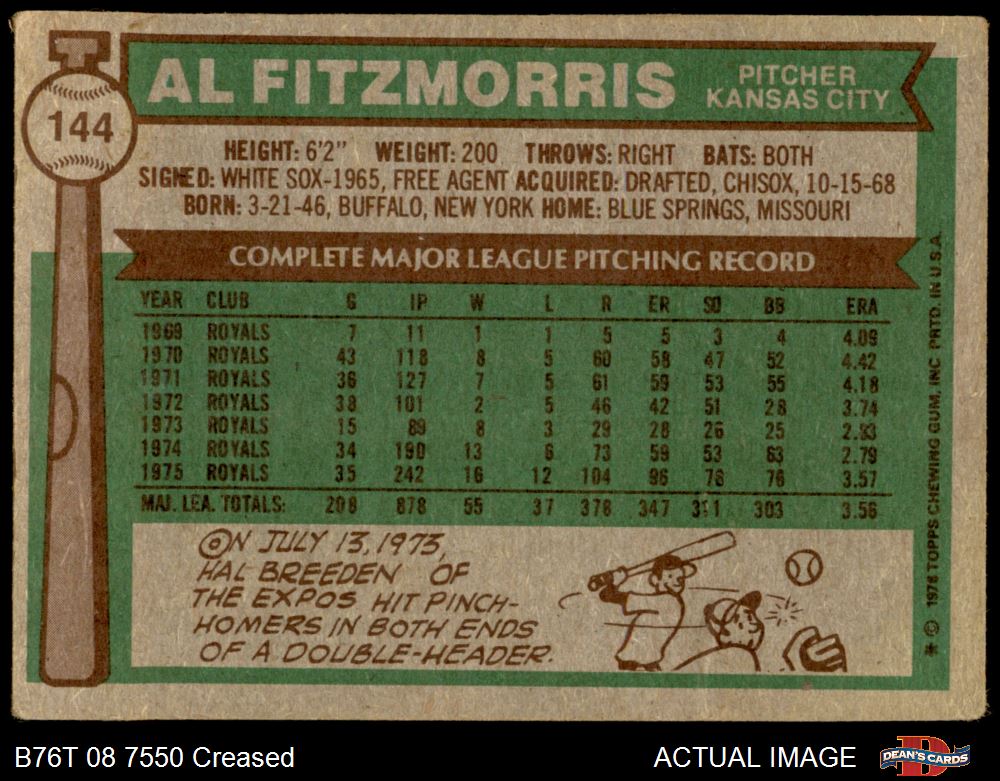 144
AL FITZMORRIS
PITCHER
KANSAS CITY
HEIGHT: 6'2" WEIGHT: 200 THROWS: RIGHT BATS: BOTH
SIGNED: WHITE SOX-1965, FREE AGENT ACQUIRED: DRAFTED, CHISOX, 10-15-68
BORN: 3-21-46, BUFFALO, NEW YORK HOME: BLUE SPRINGS, MISSOURI
COMPLETE MAJOR LEAGUE PITCHING RECORD
YEAR CLUB G IP W L R ER SO BB ERA
1969 ROYALS 7 11 1 1 5 5 3 4 4.09
1970 ROYALS 43 118 8 5 60 58 47 52 4.42
1971 ROYALS 36 127 7 5 61 59 53 55 4.18
1972 ROYALS 38 101 2 5 46 42 51 28 3.74
1973 ROYALS 15 89 8 3 29 28 26 25 2.83
1974 ROYALS 34 190 13 6 73 59 53 63 2.79
1975 ROYALS 35 242 16 12 104 96 78 76 3.57
MAJ. LEA. TOTALS: 208 878 55 37 378 347 311 303 3.56
ON JULY 13, 1973,
HAL BREEDEN OF
THE EXPOS HIT PINCH-
HOMERS IN BOTH ENDS
OF A DOUBLE-HEADER.
* © 1976 TOPPS CHEWING GUM, INC PRTD. IN U.S.A.
B76T 08 7550 Creased
ACTUAL IMAGE
DEAN'S CARDS